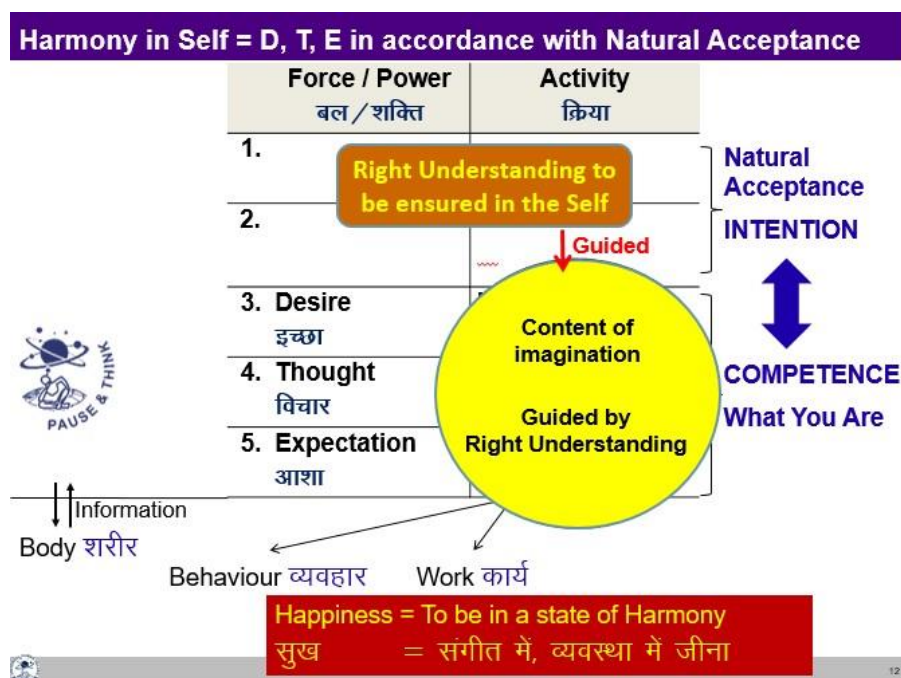 Harmony in Self = D, T, E in accordance with Natural Acceptance
Force / Power
बल / शक्ति
Activity
क्रिया
1.
Right Understanding to
be ensured in the Self
Natural
Acceptance
INTENTION
2.
Guided
3. Desire
इच्छा
4. Thought
विचार
5. Expectation
आशा
Content of
imagination
Guided by
Right Understanding
COMPETENCE
What You Are
PAUSE & THINK
Information
Body शरीर
Behaviour व्यवहार
Work कार्य
Happiness = To be in a state of Harmony
सुख = संगीत में, व्यवस्था में जीना
12